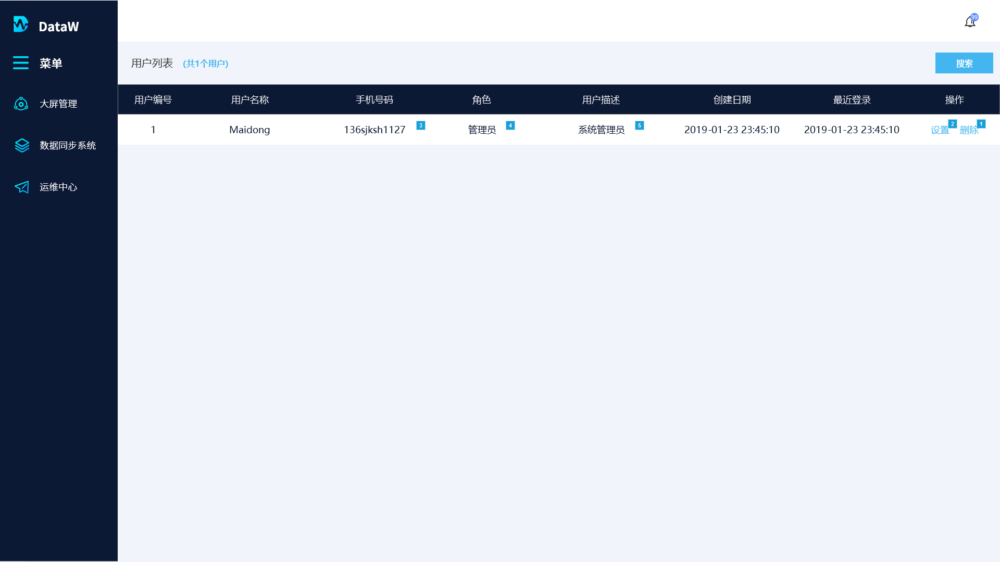 DataW
99
菜单
用户列表 (共1个用户)
搜索
用户编号 用户名称 手机号码 角色 用户描述 创建日期 最近登录 操作
1 Maidong 136sjksh1127 3 管理员 4 系统管理员 5 2019-01-23 23:45:10 2019-01-23 23:45:10 设置 2 删除 1
大屏管理
数据同步系统
运维中心